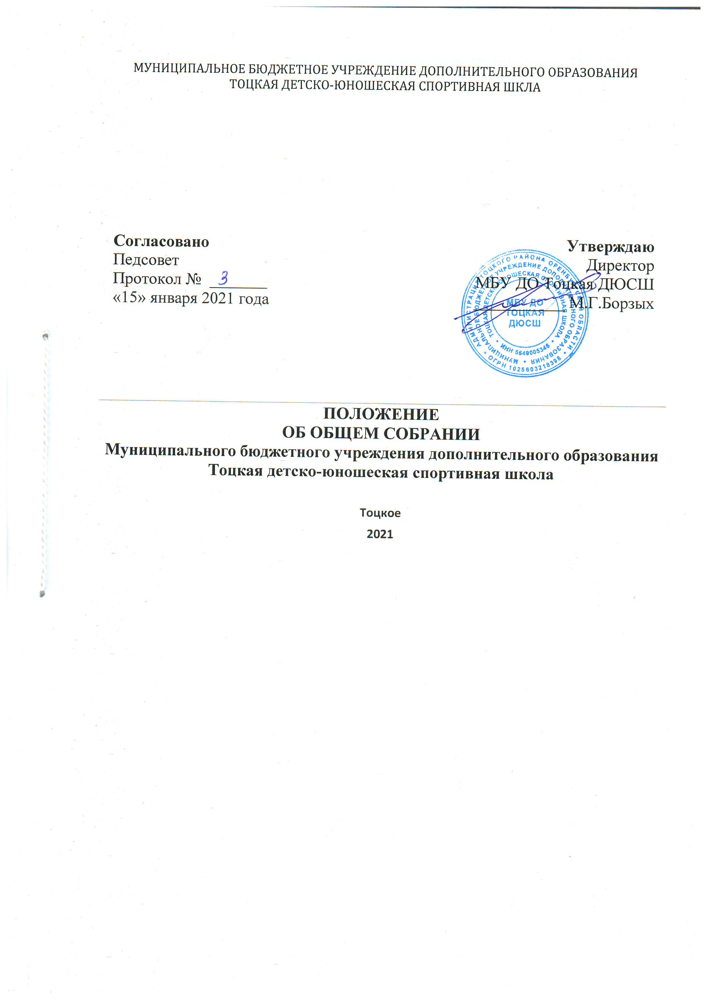 МУНИЦИПАЛЬНОЕ БЮДЖЕТНОЕ УЧРЕЖДЕНИЕ ДОПОЛНИТЕЛЬНОГО ОБРАЗОВАНИЯ
ТОЦКАЯ ДЕТСКО-ЮНОШЕСКАЯ СПОРТИВНАЯ ШКЛА
Согласовано
Педсовет
Протокол № 3
«15» января 2021 года
Утверждаю
Директор
МБУ ДО Тоцкая ДЮСШ
М.Г.Борзых
АДМИНИСТРАЦИЯ ТОЦКОГО РАЙОНА ОРЕНБУРГСКОЙ ОБЛАСТИ • ОГРН 1025603218398
МУНИЦИПАЛЬНОЕ БЮДЖЕТНОЕ УЧРЕЖДЕНИЕ ДОПОЛНИТЕЛЬНОГО ОБРАЗОВАНИЯ •
ТОЦКАЯ ДЕТСКО-ЮНОШЕСКАЯ СПОРТИВНАЯ ШКОЛА • ИНН 5649005346 •
МБУ ДО
ТОЦКАЯ
ДЮСШ
ПОЛОЖЕНИЕ
ОБ ОБЩЕМ СОБРАНИИ
Муниципального бюджетного учреждения дополнительного образования
Тоцкая детско-юношеская спортивная школа
Тоцкое
2021